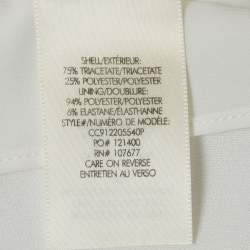 SHELL/EXTÉRIEUR:
75% TRIACETATE/TRIACETATE
25% POLYESTER/POLYESTER
LINING/DOUBLURE:
94% POLYESTER/POLYESTER
6% ELASTANE/ÉLASTHANNE
STYLE#/NUMÉRO DE MODÈLE:
CC912205540P
PO# 121400
RN# 107677
CARE ON REVERSE
ENTRETIEN AU VERSO